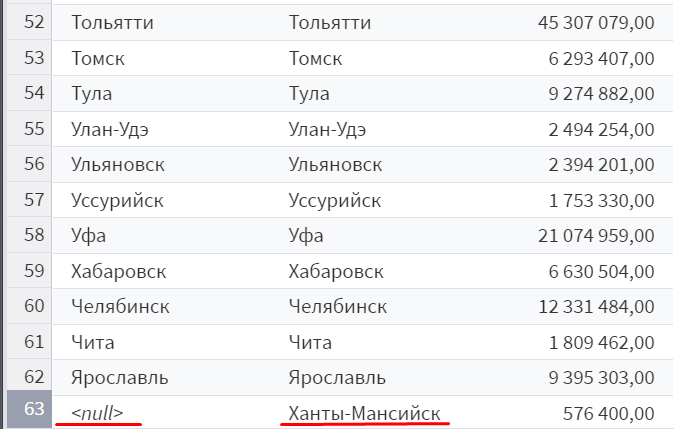 52 Тольятти Тольятти 45 307 079,00
53 Томск Томск 6 293 407,00
54 Тула Тула 9 274 882,00
55 Улан-Удэ Улан-Удэ 2 494 254,00
56 Ульяновск Ульяновск 2 394 201,00
57 Уссурийск Уссурийск 1 753 330,00
58 Уфа Уфа 21 074 959,00
59 Хабаровск Хабаровск 6 630 504,00
60 Челябинск Челябинск 12 331 484,00
61 Чита Чита 1 809 462,00
62 Ярославль Ярославль 9 395 303,00
63 <null> Ханты-Мансийск 576 400,00